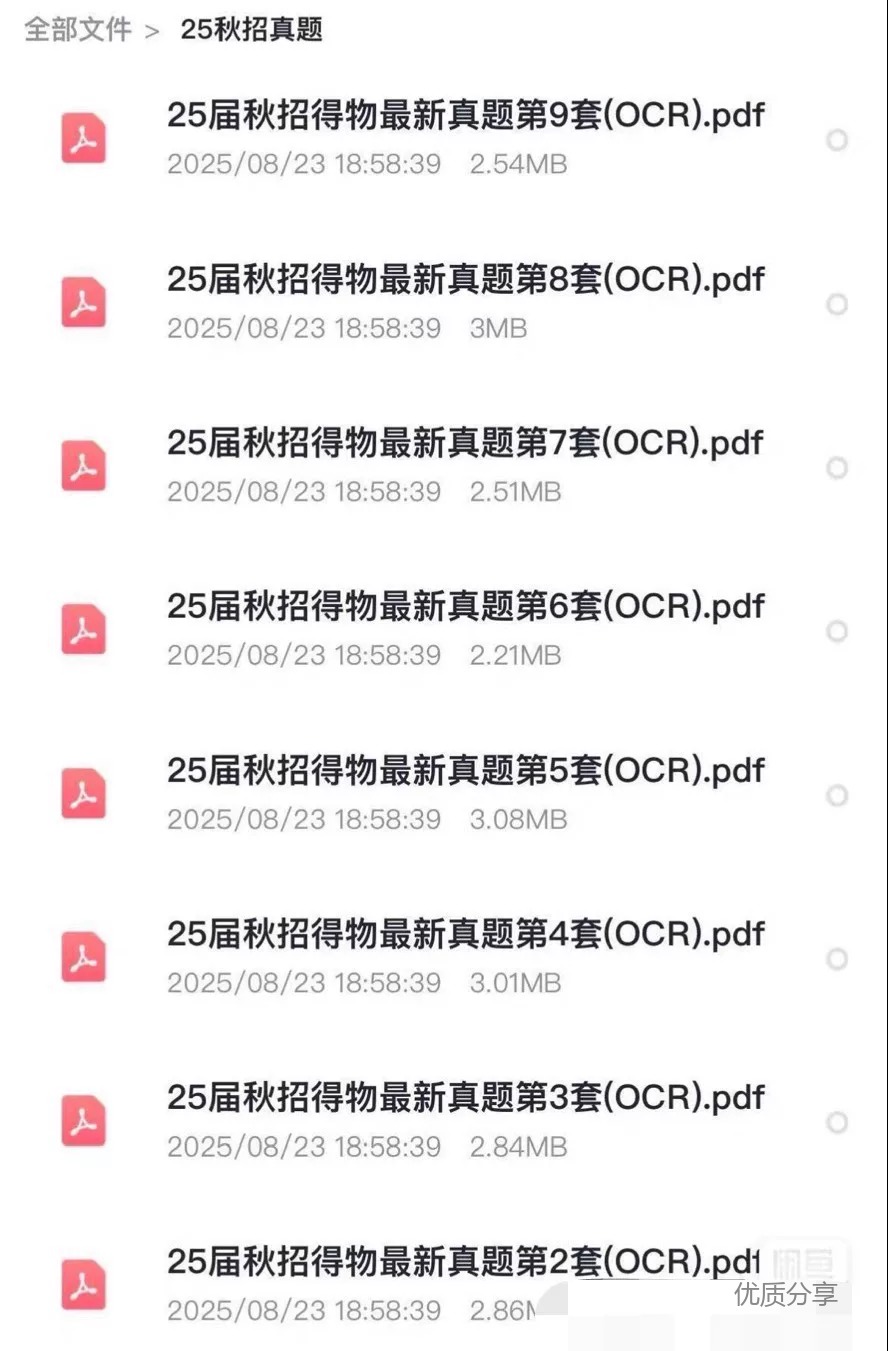 全部文件 > 25秋招真题
25届秋招得物最新真题第9套(OCR).pdf
2025/08/23 18:58:39 2.54MB
25届秋招得物最新真题第8套(OCR).pdf
2025/08/23 18:58:39 3MB
25届秋招得物最新真题第7套(OCR).pdf
2025/08/23 18:58:39 2.51MB
25届秋招得物最新真题第6套(OCR).pdf
2025/08/23 18:58:39 2.21MB
25届秋招得物最新真题第5套(OCR).pdf
2025/08/23 18:58:39 3.08MB
25届秋招得物最新真题第4套(OCR).pdf
2025/08/23 18:58:39 3.01MB
25届秋招得物最新真题第3套(OCR).pdf
2025/08/23 18:58:39 2.84MB
25届秋招得物最新真题第2套(OCR).pdf
2025/08/23 18:58:39 2.86M
优质分享